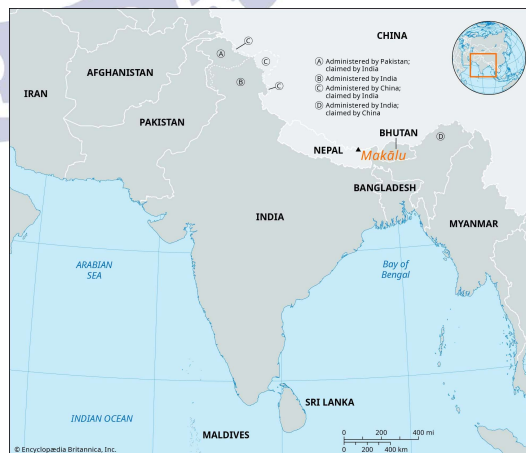 CHINA
Ⓐ Administered by Pakistan;
claimed by India
Ⓑ Administered by India
Ⓒ Administered by China;
claimed by India
Ⓓ Administered by India;
claimed by China
Ⓒ
Ⓐ
Ⓒ
AFGHANISTAN
Ⓑ
Ⓒ
IRAN
PAKISTAN
BHUTAN
Ⓓ
NEPAL
Makālu
BANGLADESH
INDIA
MYANMAR
ARABIAN
SEA
Bay of
Bengal
SRI LANKA
INDIAN OCEAN
MALDIVES
0 200 400 mi
0 200 400 km
© Encyclopædia Britannica, Inc.